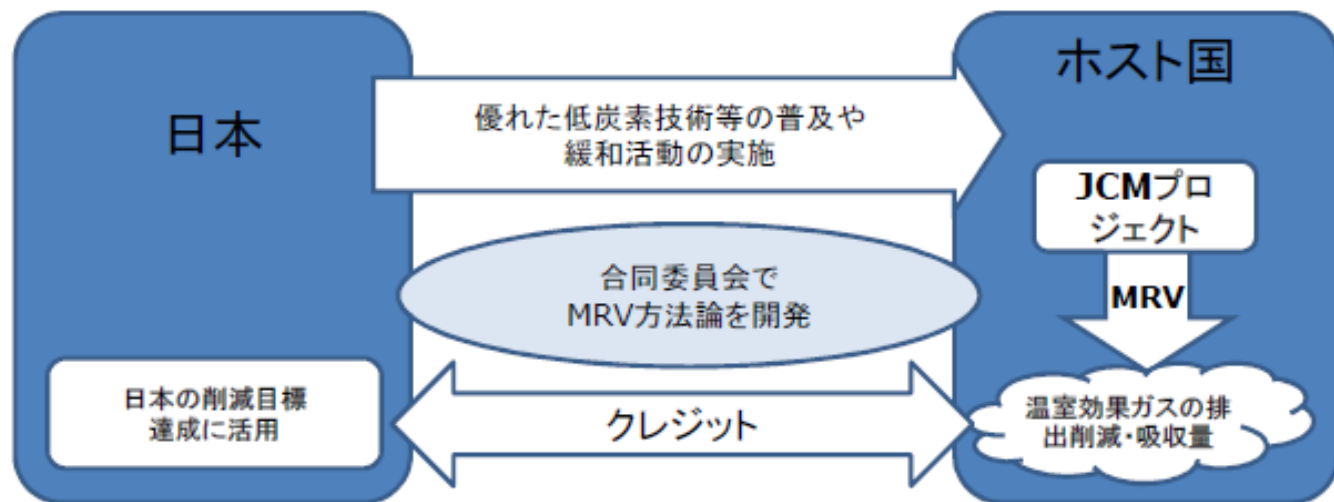 日本
優れた低炭素技術等の普及や
緩和活動の実施
ホスト国
JCMプロ
ジェクト
MRV
合同委員会で
MRV方法論を開発
日本の削減目標
達成に活用
クレジット
温室効果ガスの排
出削減・吸収量